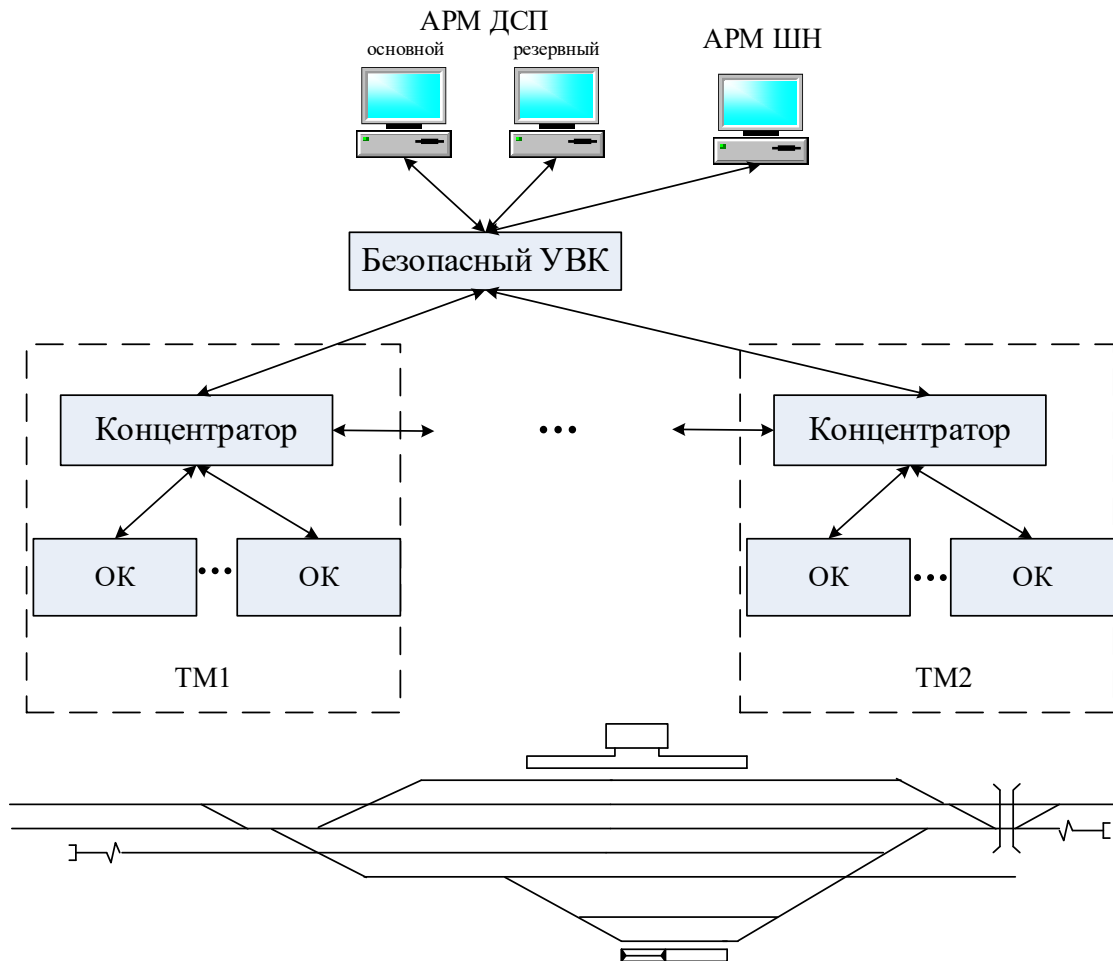 АРМ ДСП
основной
резервный
АРМ ШН
Безопасный УВК
Концентратор
...
Концентратор
ОК
...
ОК
ОК
...
ОК
ТМ1
ТМ2